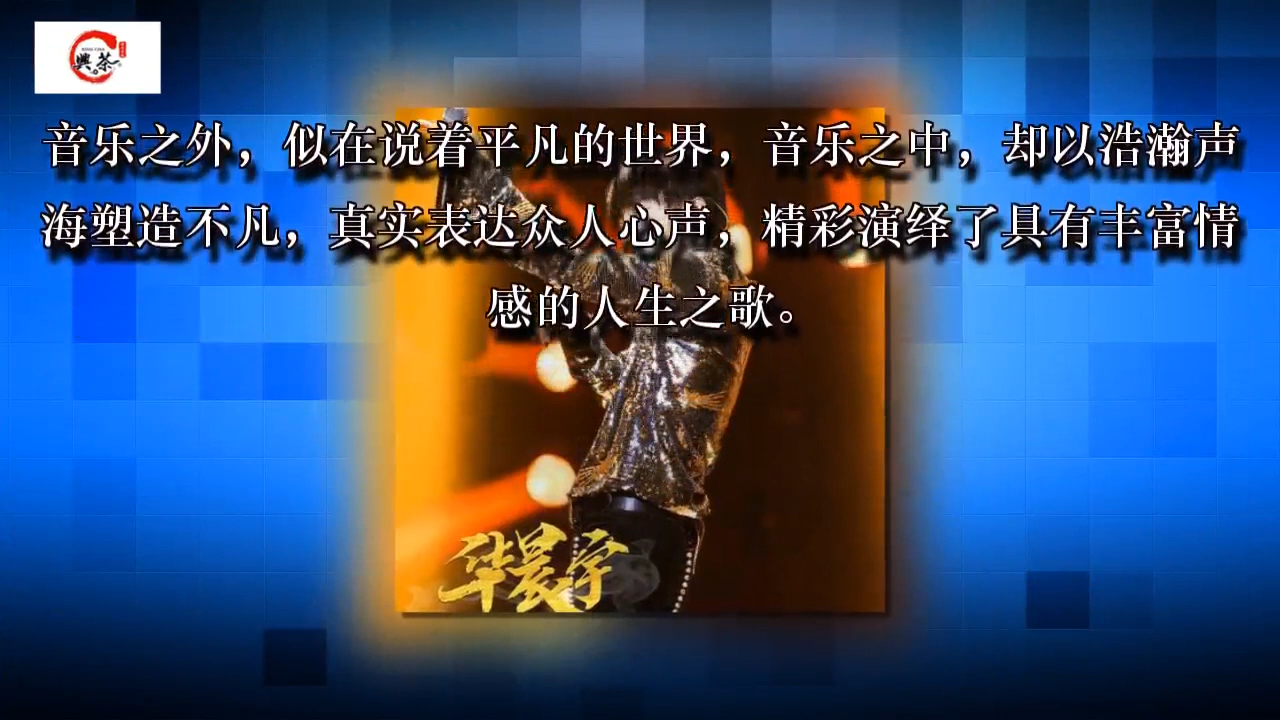 興茶
音乐之外，似在说着平凡的世界，音乐之中，却以浩瀚声
海塑造不凡，真实表达众人心声，精彩演绎了具有丰富情
感的人生之歌。
华晨宇